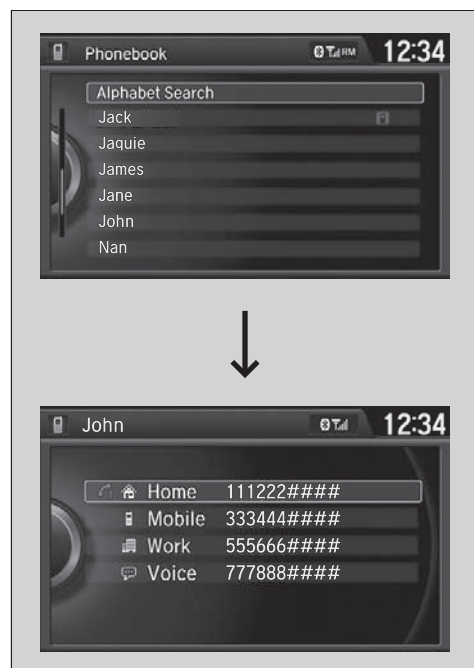 Phonebook RM 12:34
Alphabet Search
Jack
Jaquie
James
Jane
John
Nan
John 12:34
Home 111222####
Mobile 333444####
Work 555666####
Voice 777888####